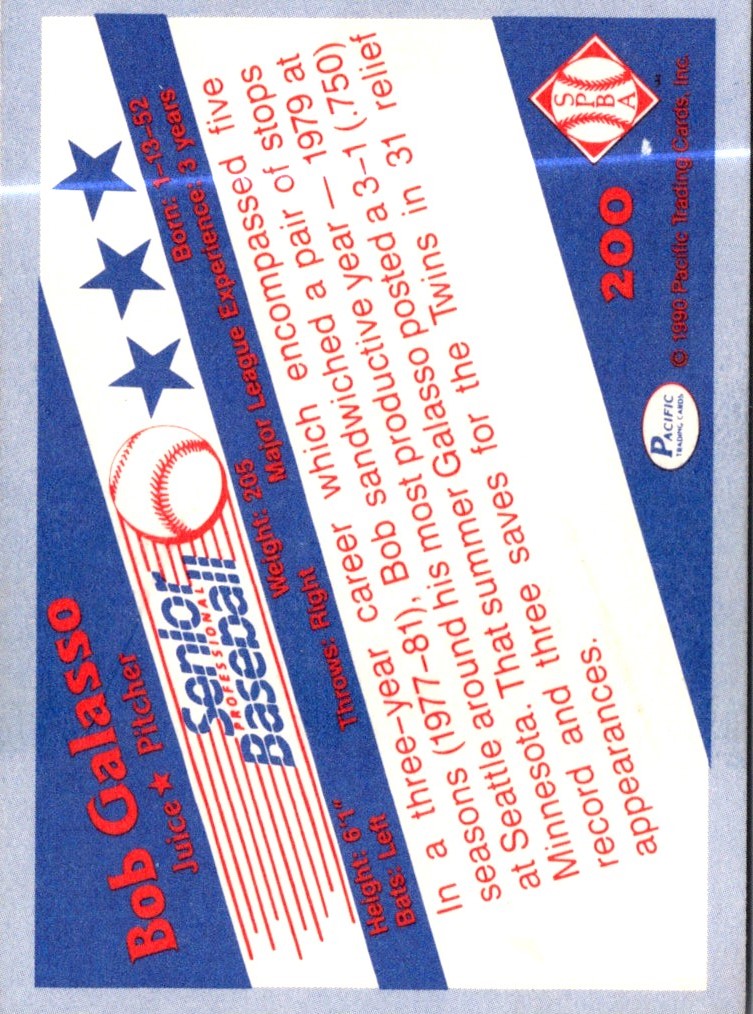 Bob Galasso
Juice ★ Pitcher
Senior
PROFESSIONAL
Baseball
Height: 6'1" Weight: 205 Born: 1-13-52
Bats: Left Throws: Right Major League Experience: 3 years
In a three-year career which encompassed five
seasons (1977-81), Bob sandwiched a pair of stops
at Seattle around his most productive year — 1979 at
Minnesota. That summer Galasso posted a 3-1 (.750)
record and three saves for the Twins in 31 relief
appearances.
PACIFIC
TRADING CARDS
200
S P B A
© 1990 Pacific Trading Cards, Inc.